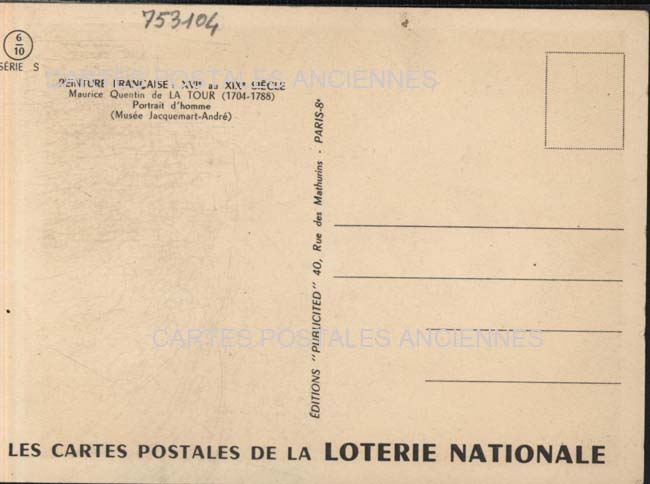 753104
6
10
SÉRIE S
CARTES POSTALES ANCIENNES
PEINTURE FRANÇAISE : XVIIe au XIXe SIÈCLE
Maurice Quentin de LA TOUR (1704-1788)
Portrait d'homme
(Musée Jacquemart-André)
ÉDITIONS "PUBLICITED" 40, Rue des Mathurins - PARIS-8e
CARTES POSTALES ANCIENNES
LES CARTES POSTALES DE LA LOTERIE NATIONALE